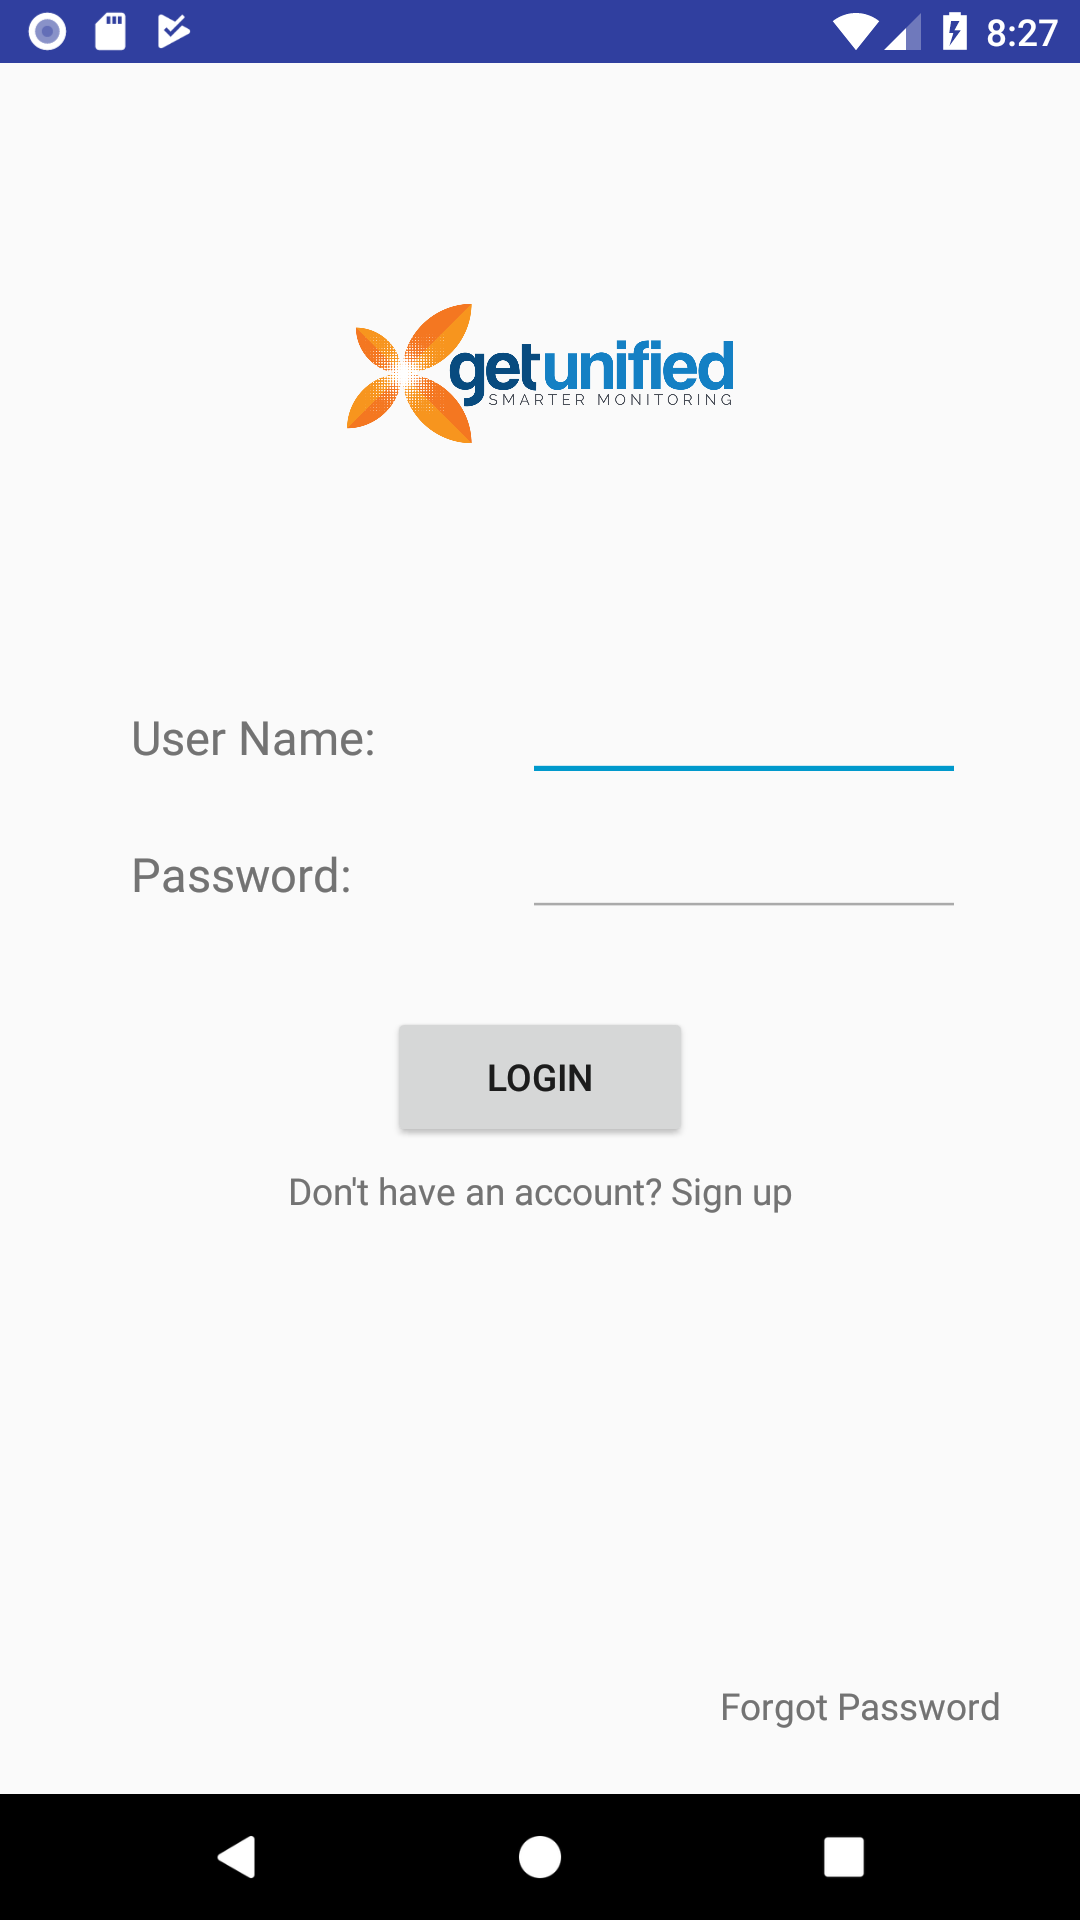 8:27
getunified
SMARTER MONITORING
User Name:
Password:
LOGIN
Don't have an account? Sign up
Forgot Password